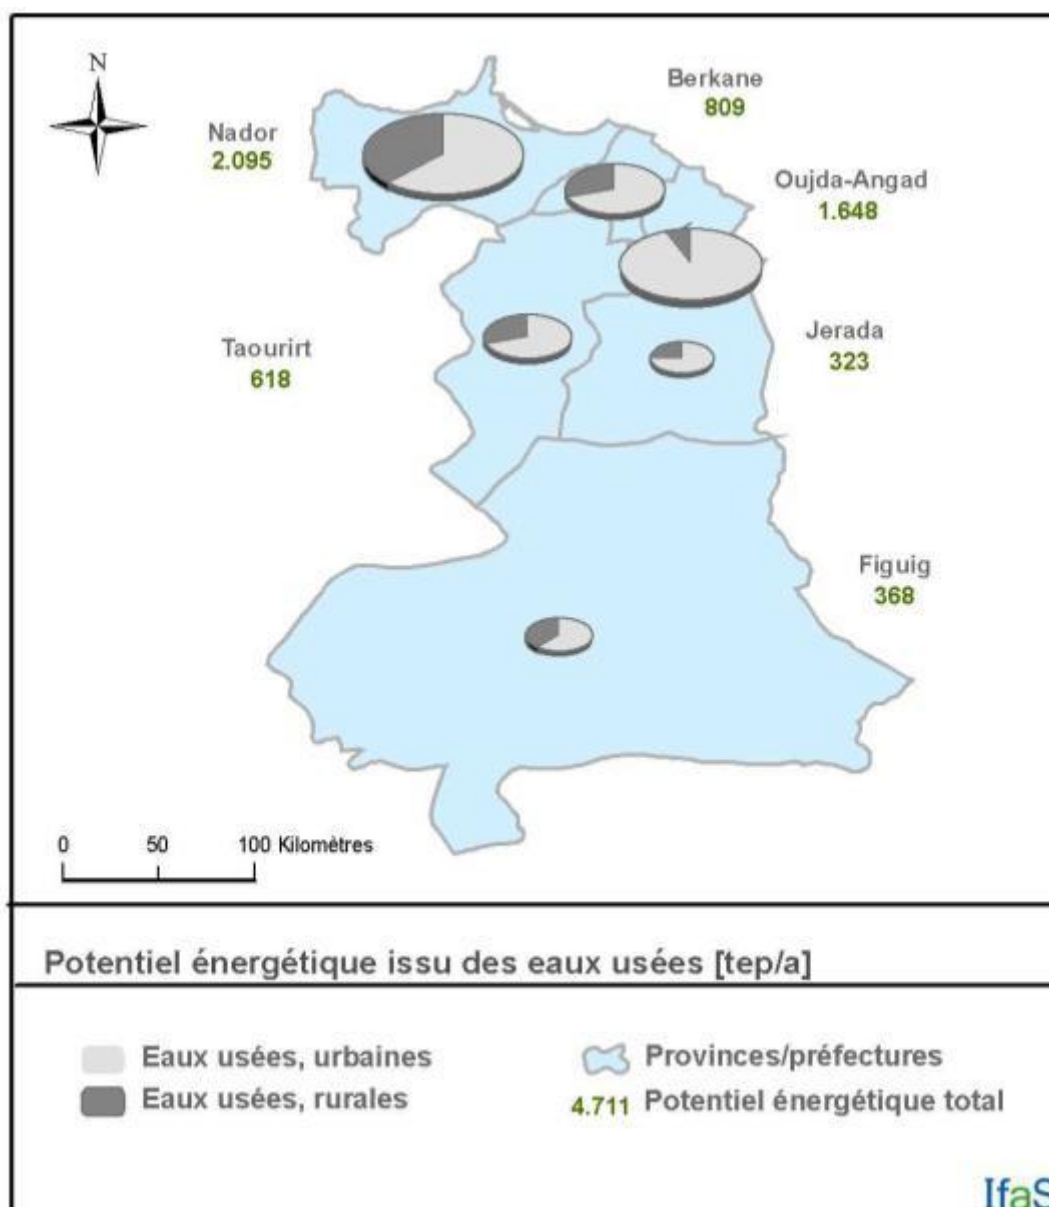 N
Berkane
809
Nador
2.095
Oujda-Angad
1.648
Taourirt
618
Jerada
323
Figuig
368
0 50 100 Kilomètres
Potentiel énergétique issu des eaux usées [tep/a]
Eaux usées, urbaines
Provinces/préfectures
Eaux usées, rurales
4.711 Potentiel énergétique total
IfaS